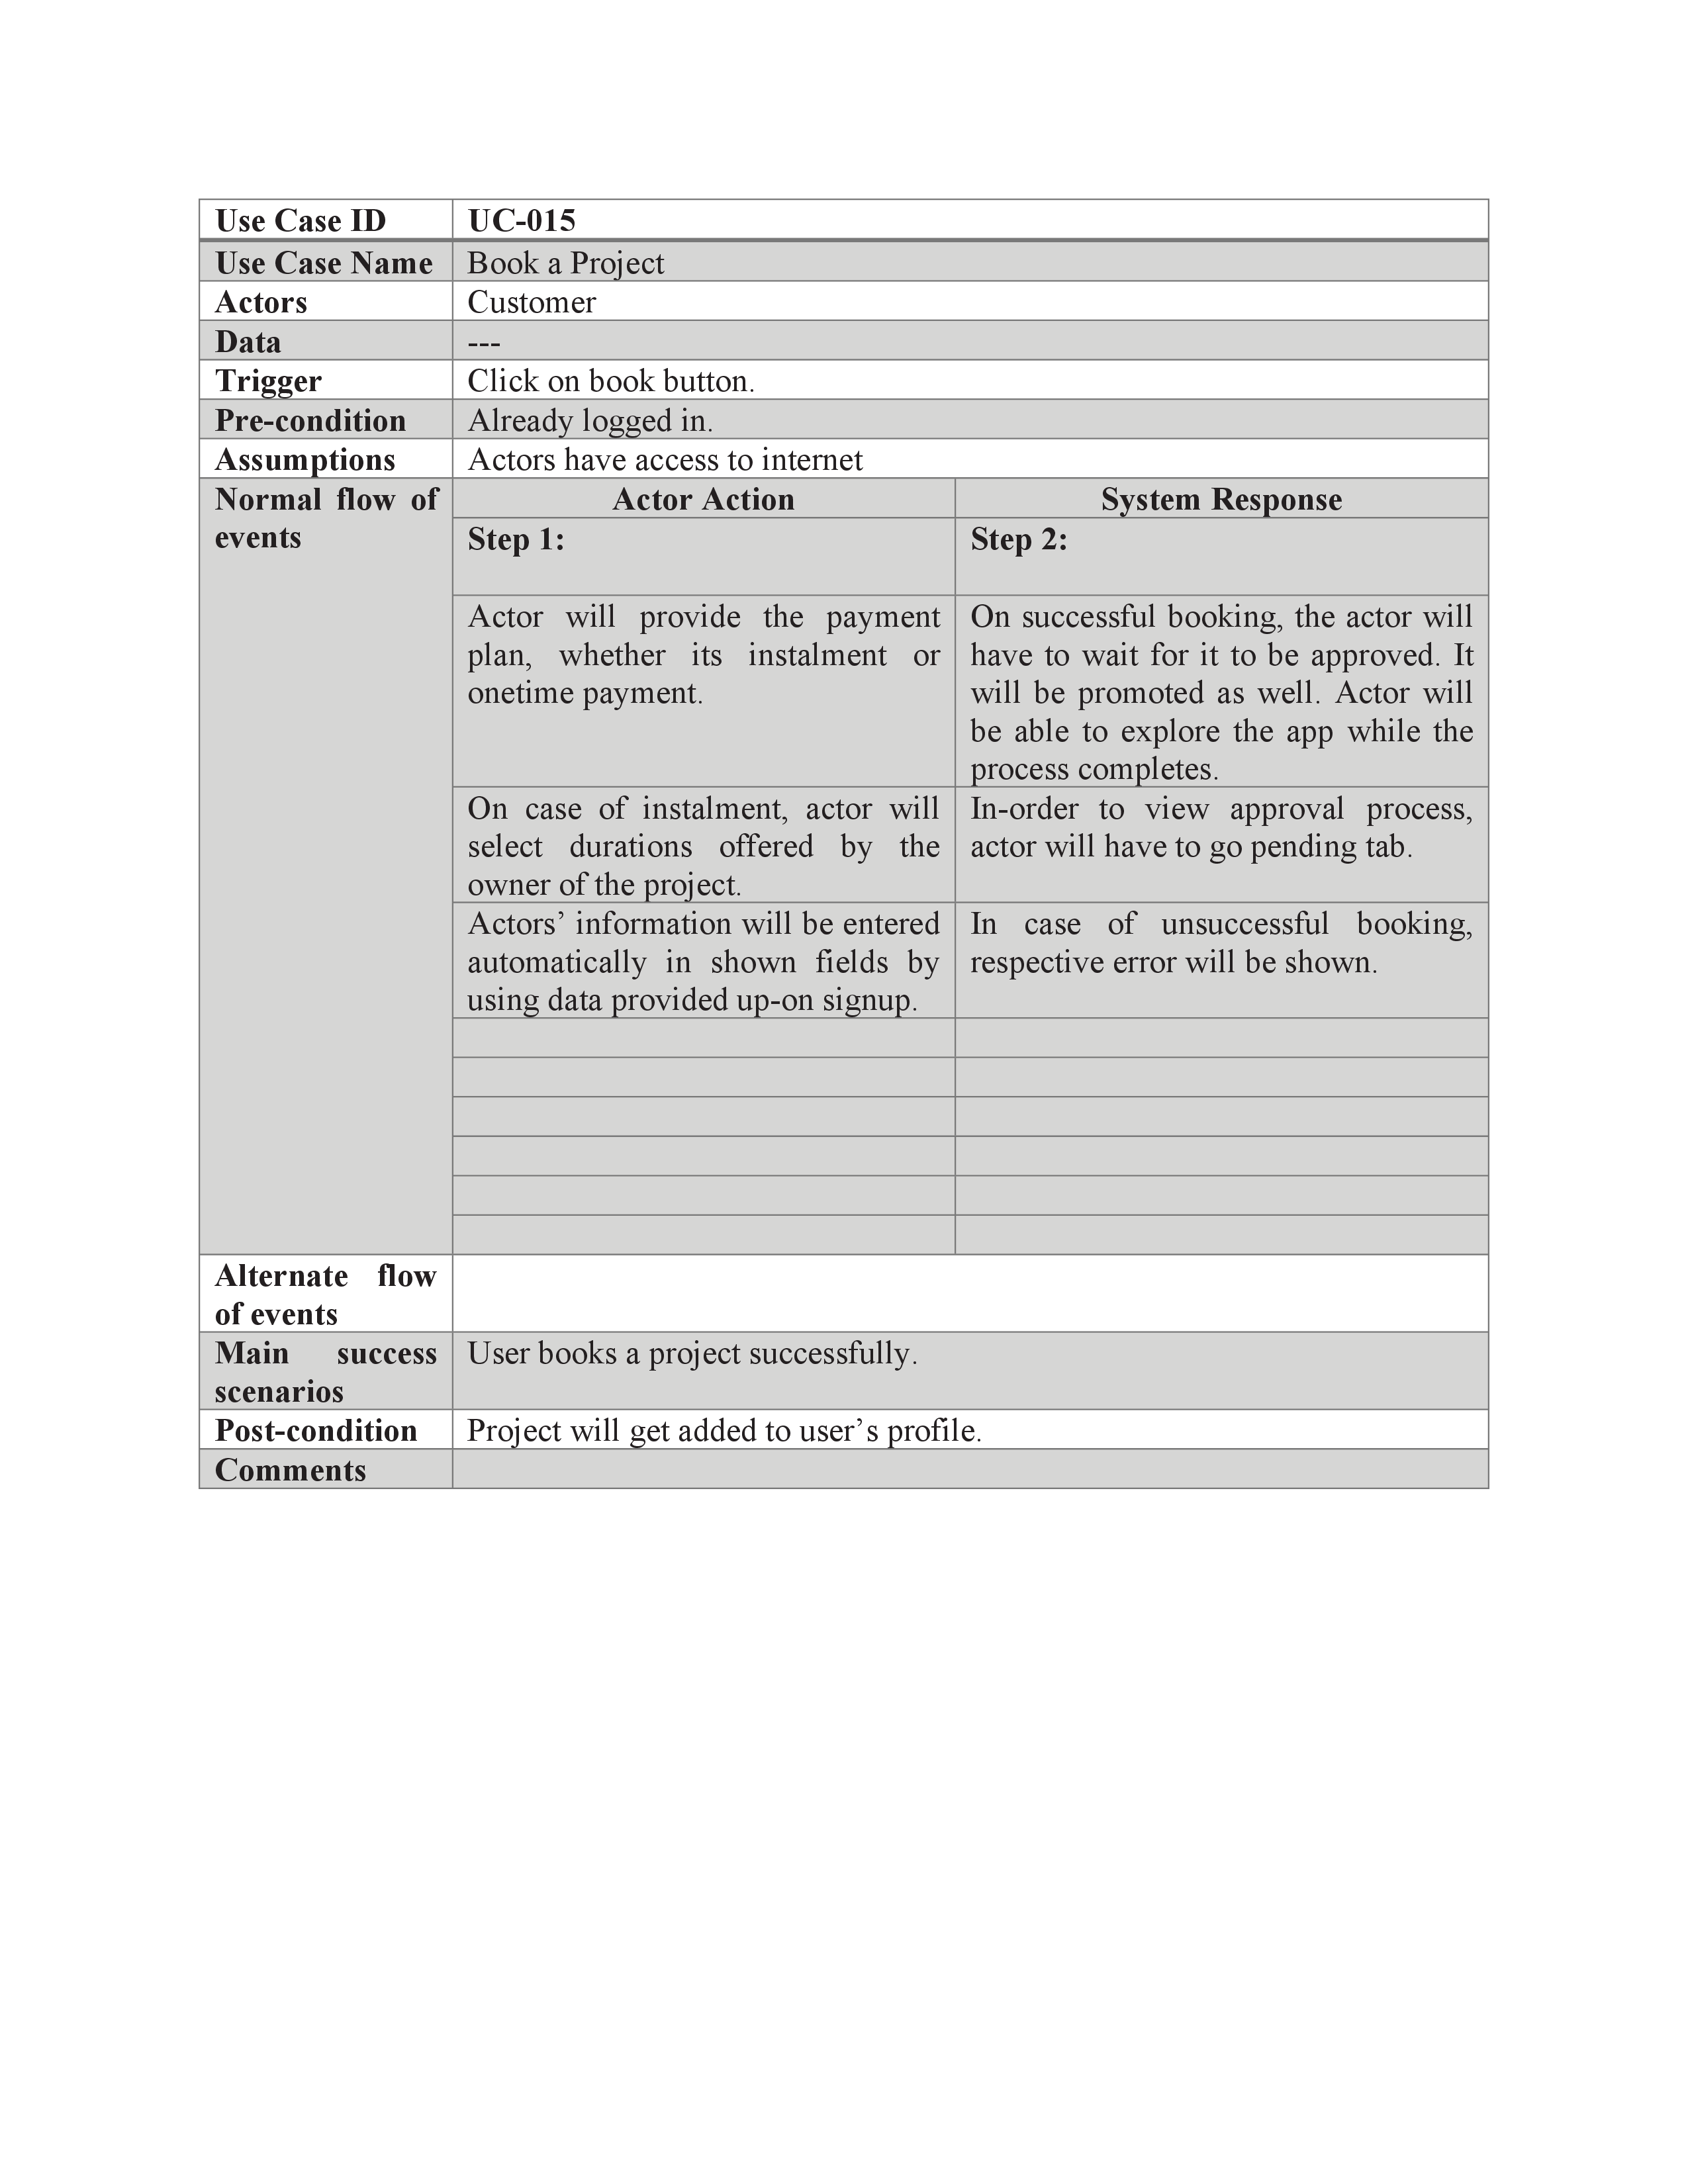 Use Case ID UC-015
Use Case Name Book a Project
Actors Customer
Data ---
Trigger Click on book button.
Pre-condition Already logged in.
Assumptions Actors have access to internet
Normal flow of
events
Actor Action System Response
Step 1: Step 2:
Actor will provide the payment
plan, whether its instalment or
onetime payment.
On successful booking, the actor will
have to wait for it to be approved. It
will be promoted as well. Actor will
be able to explore the app while the
process completes.
On case of instalment, actor will
select durations offered by the
owner of the project.
In-order to view approval process,
actor will have to go pending tab.
Actors’ information will be entered
automatically in shown fields by
using data provided up-on signup.
In case of unsuccessful booking,
respective error will be shown.
Alternate flow
of events
Main success
scenarios
User books a project successfully.
Post-condition Project will get added to user’s profile.
Comments